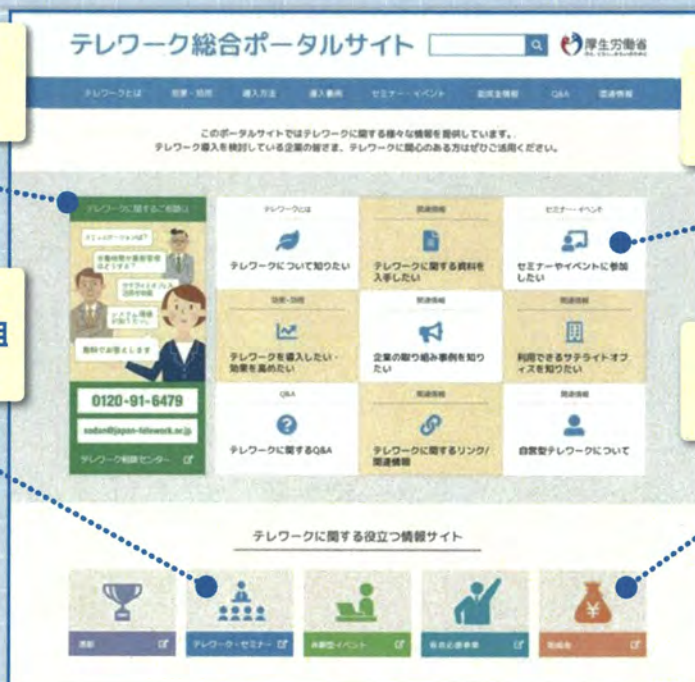 テレワーク総合ポータルサイト
厚生労働省
テレワークとは 効果・効用 導入方法 導入事例 セミナー・イベント 助成金情報 Q&A 関連情報
このポータルサイトではテレワークに関する様々な情報を提供しています。
テレワーク導入を検討している企業の皆さま、テレワークに関心のある方はぜひご活用ください。
テレワークに関するご相談は
無料でお答えします
0120-91-6479
sodan@japan-telework.or.jp
テレワーク相談センター
テレワークとは
テレワークについて知りたい
関連情報
テレワークに関する資料を
入手したい
セミナー・イベント
セミナーやイベントに参加
したい
効果・効用
テレワークを導入したい・
効果を高めたい
関連情報
企業の取り組み事例を知り
たい
関連情報
利用できるサテライトオフ
ィスを知りたい
Q&A
テレワークに関するQ&A
関連情報
テレワークに関するリンク/
関連情報
関連情報
自営型テレワークについて
組
テレワークに関する役立つ情報サイト
表彰
テレワーク・セミナー
体験型イベント
助成金